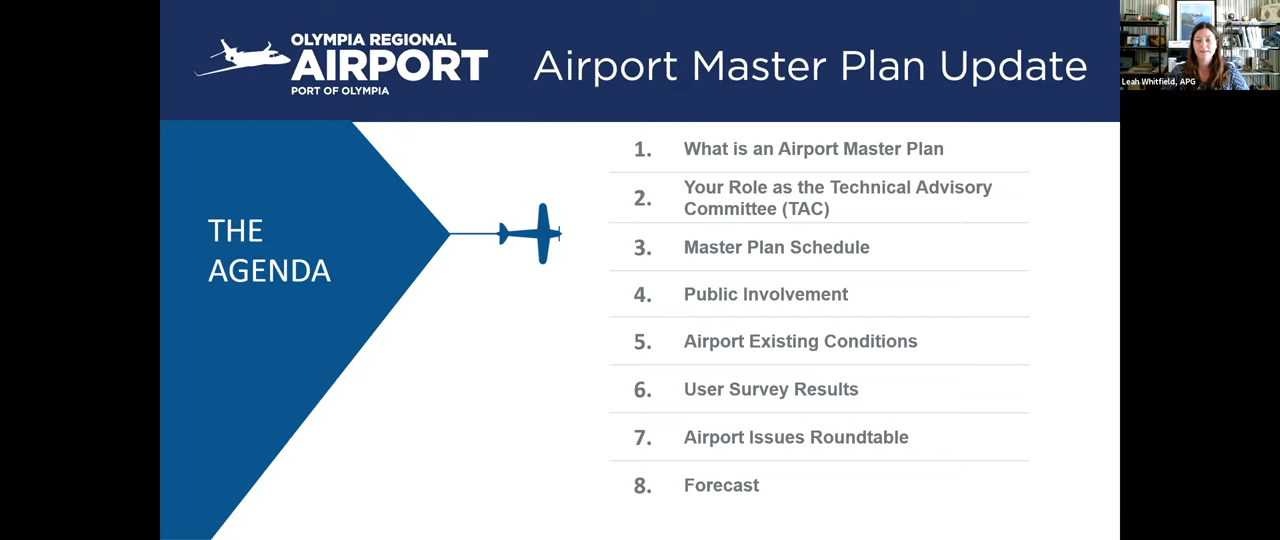 OLYMPIA REGIONAL
AIRPORT
PORT OF OLYMPIA
Airport Master Plan Update
Leah Whitfield, APG
THE
AGENDA
1. What is an Airport Master Plan
2. Your Role as the Technical Advisory
Committee (TAC)
3. Master Plan Schedule
4. Public Involvement
5. Airport Existing Conditions
6. User Survey Results
7. Airport Issues Roundtable
8. Forecast